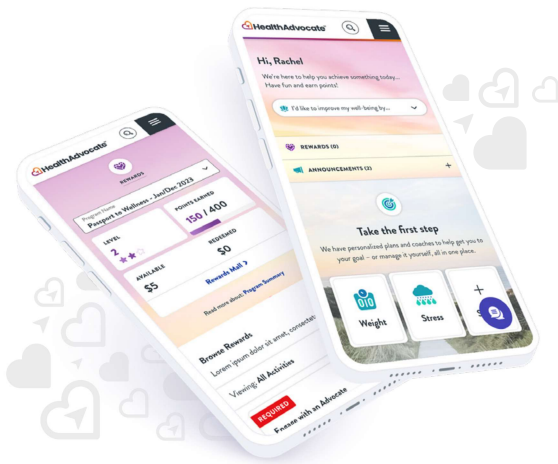 HealthAdvocate
Hi, Rachel
We're here to help you achieve something today...
Have fun and earn points!
I'd like to improve my well-being by...
REWARDS (0)
ANNOUNCEMENTS (2)
Take the first step
We have personalized plans and coaches to help get you to
your goal – or manage it yourself, all in one place.
Weight
Stress
HealthAdvocate
REWARDS
Program Name
Passport to Wellness - Jan/Dec 2023
LEVEL
2
POINTS EARNED
150 / 400
AVAILABLE
$5
REDEEMED
$0
Rewards Mall >
Read more about: Program Summary
Browse Rewards
Lorem ipsum dolor sit amet, consectetu
Viewing: All Activities
REQUIRED
Engage with an Advocate